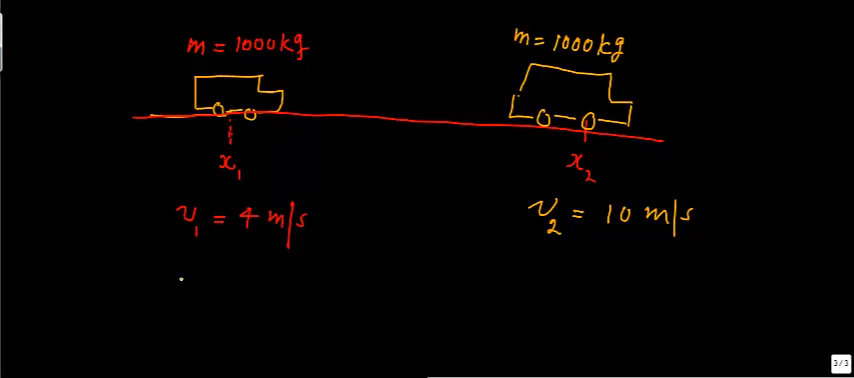 m = 1000kg
m = 1000kg
x₁
x₂
v₁ = 4 m/s
v₂ = 10 m/s
3/3